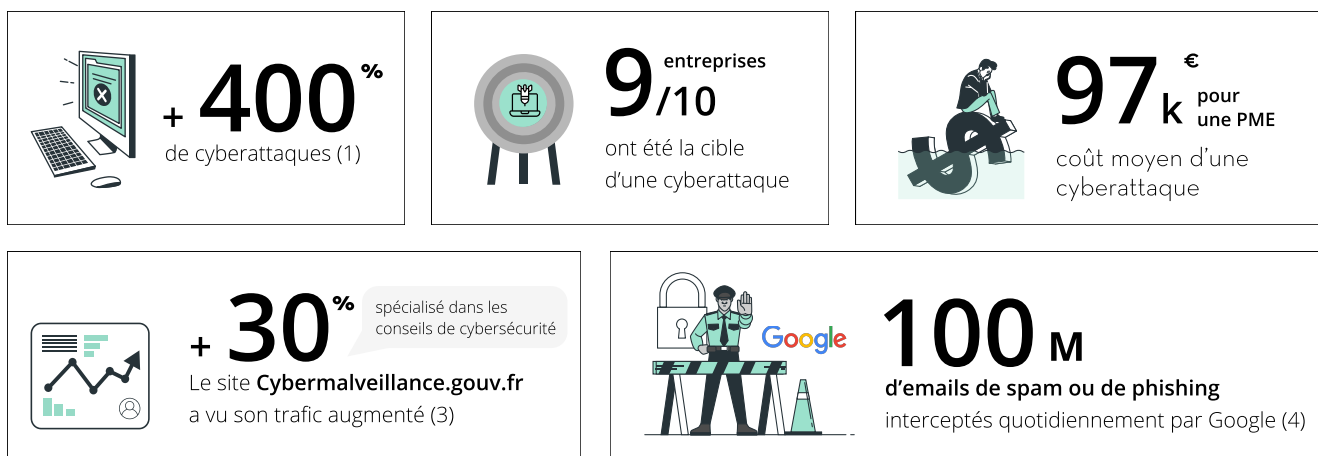 + 400 %
de cyberattaques (1)
9 /10 entreprises
ont été la cible
d'une cyberattaque
97 k € pour
une PME
coût moyen d'une
cyberattaque
+ 30 %
spécialisé dans les
conseils de cybersécurité
Le site Cybermalveillance.gouv.fr
a vu son trafic augmenté (3)
Google
100 M
d'emails de spam ou de phishing
interceptés quotidiennement par Google (4)